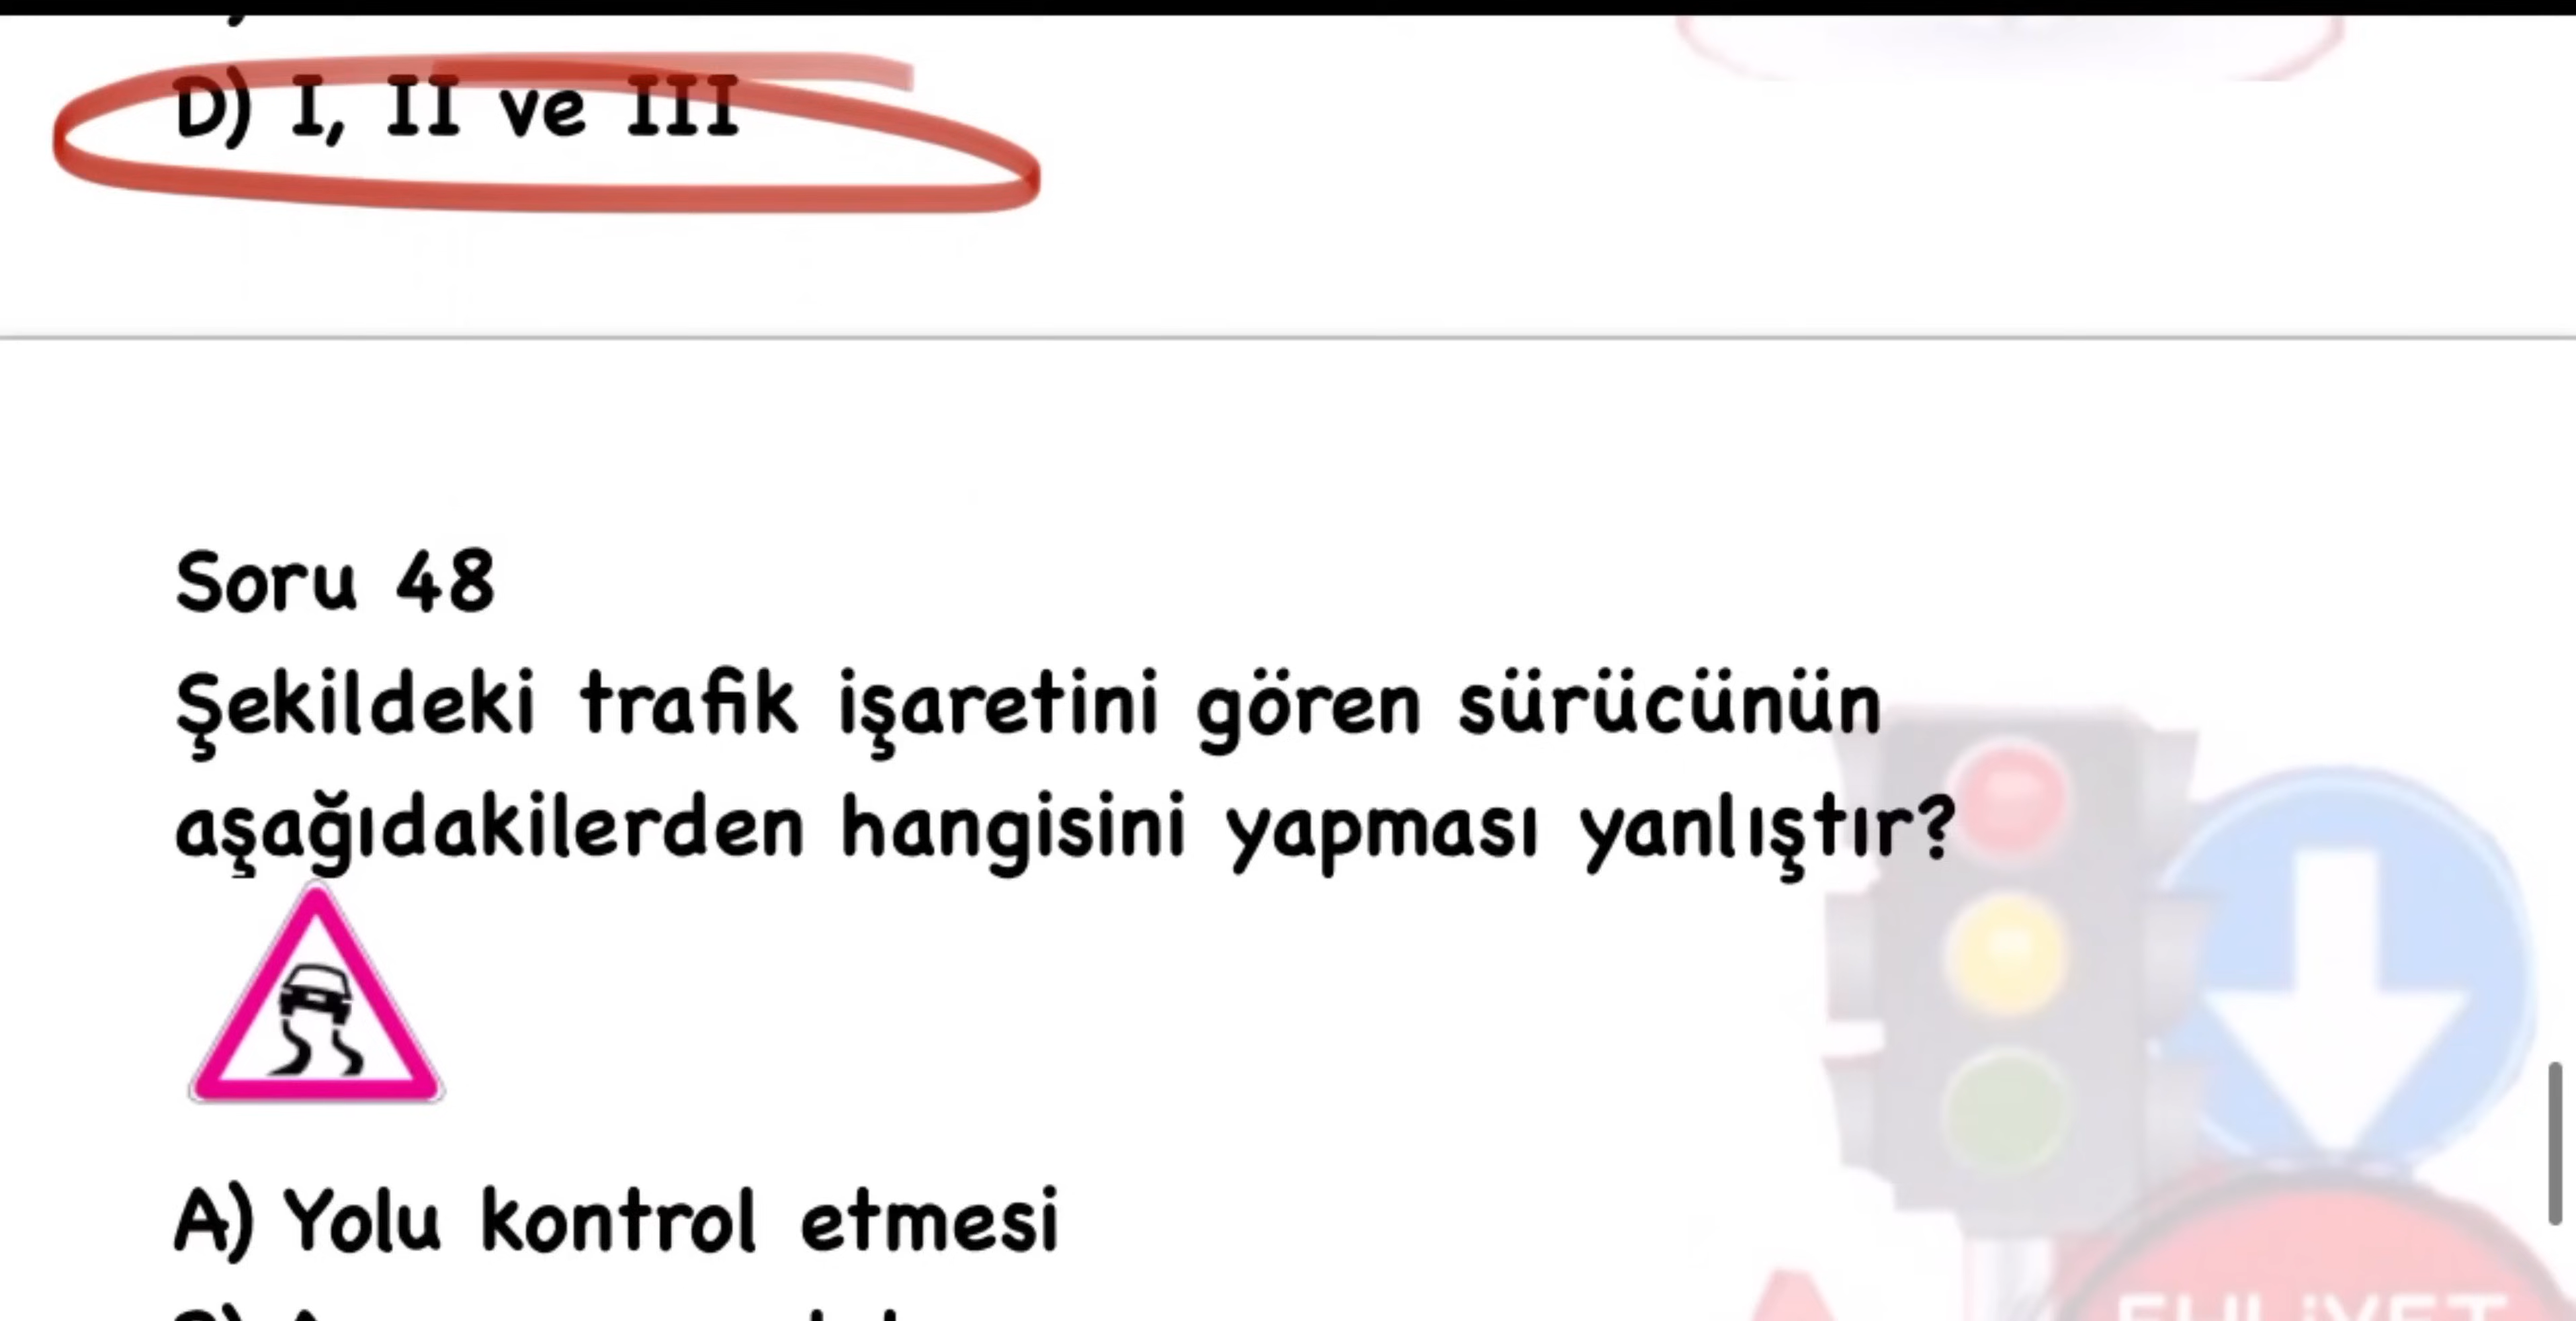 D) I, II ve III
Soru 48
Şekildeki trafik işaretini gören sürücünün
aşağıdakilerden hangisini yapması yanlıştır?
A) Yolu kontrol etmesi